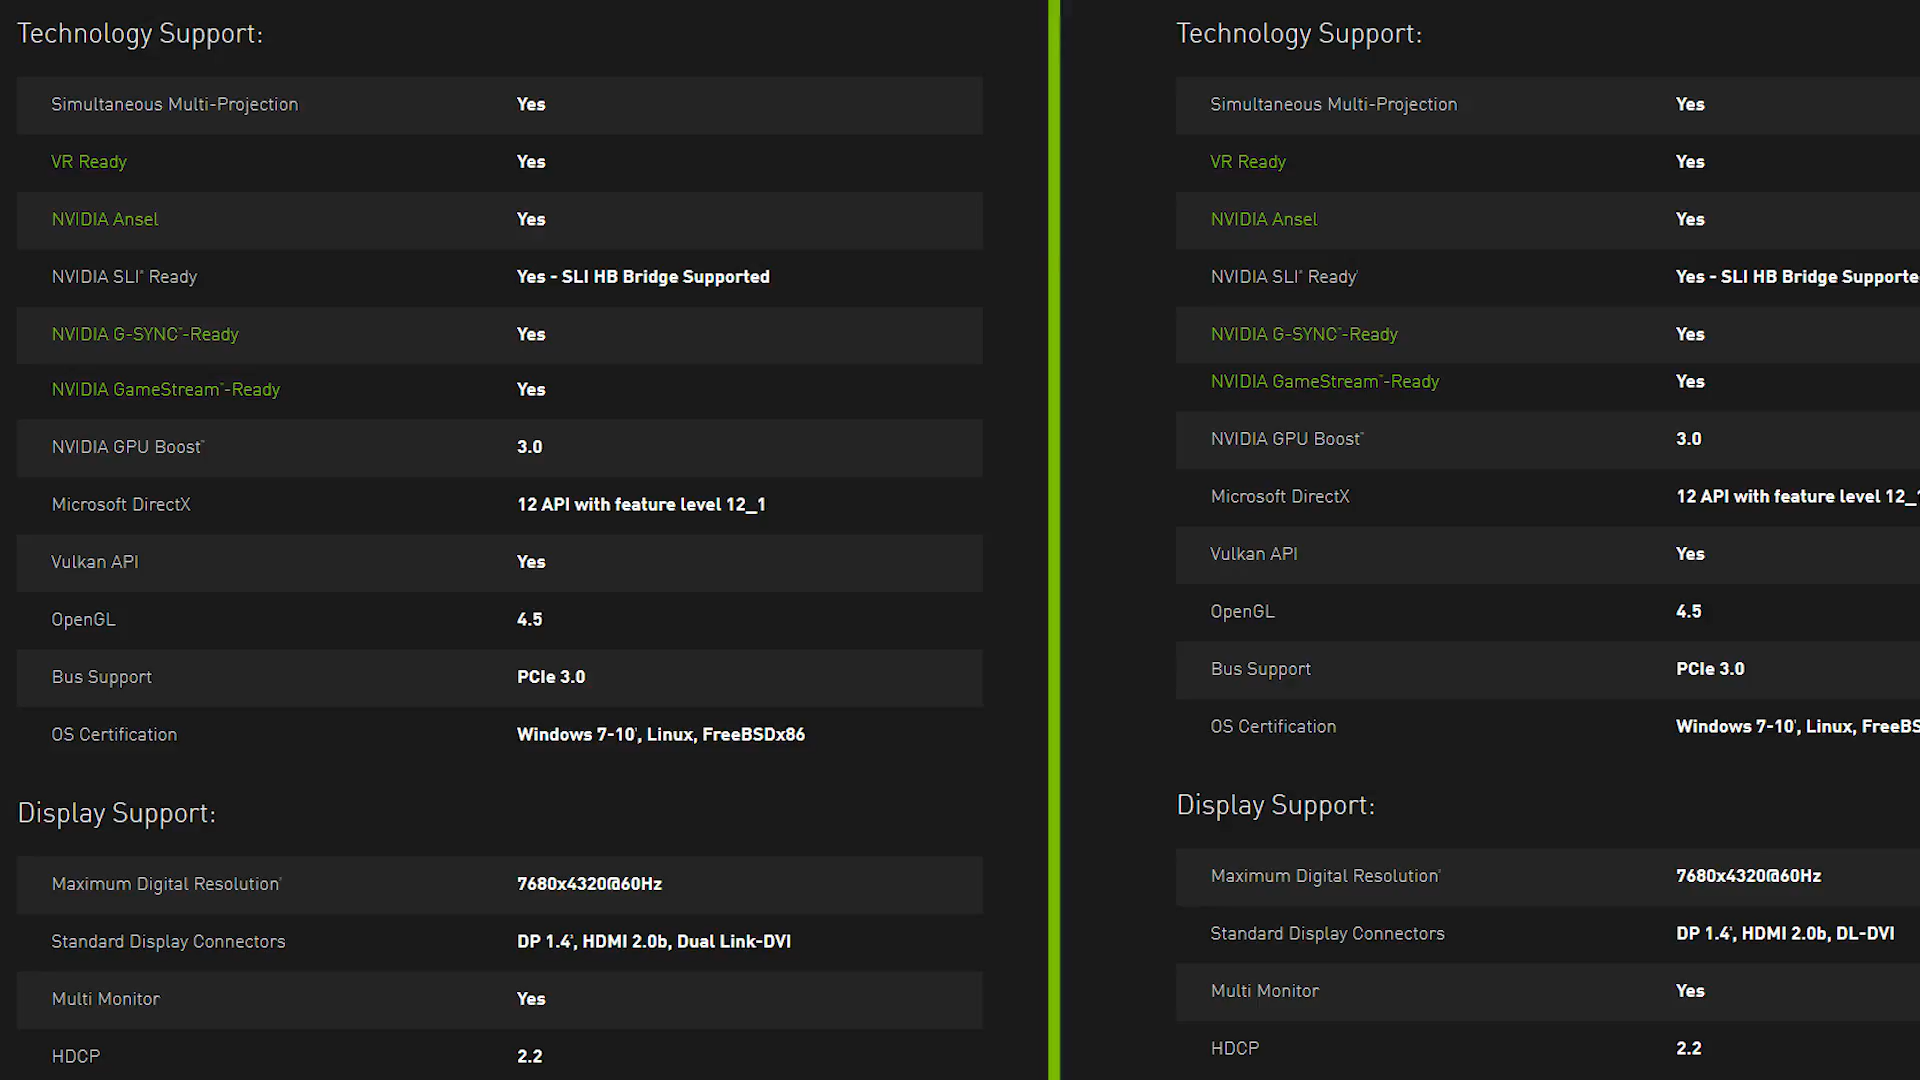 Technology Support:
Simultaneous Multi-Projection Yes
VR Ready Yes
NVIDIA Ansel Yes
NVIDIA SLI® Ready Yes - SLI HB Bridge Supported
NVIDIA G-SYNC™-Ready Yes
NVIDIA GameStream™-Ready Yes
NVIDIA GPU Boost™ 3.0
Microsoft DirectX 12 API with feature level 12_1
Vulkan API Yes
OpenGL 4.5
Bus Support PCIe 3.0
OS Certification Windows 7-10, Linux, FreeBSDx86
Display Support:
Maximum Digital Resolution 7680x4320@60Hz
Standard Display Connectors DP 1.4, HDMI 2.0b, Dual Link-DVI
Multi Monitor Yes
HDCP 2.2
Technology Support:
Simultaneous Multi-Projection Yes
VR Ready Yes
NVIDIA Ansel Yes
NVIDIA SLI® Ready Yes - SLI HB Bridge Supporte
NVIDIA G-SYNC™-Ready Yes
NVIDIA GameStream™-Ready Yes
NVIDIA GPU Boost™ 3.0
Microsoft DirectX 12 API with feature level 12_1
Vulkan API Yes
OpenGL 4.5
Bus Support PCIe 3.0
OS Certification Windows 7-10, Linux, FreeBS
Display Support:
Maximum Digital Resolution 7680x4320@60Hz
Standard Display Connectors DP 1.4, HDMI 2.0b, DL-DVI
Multi Monitor Yes
HDCP 2.2